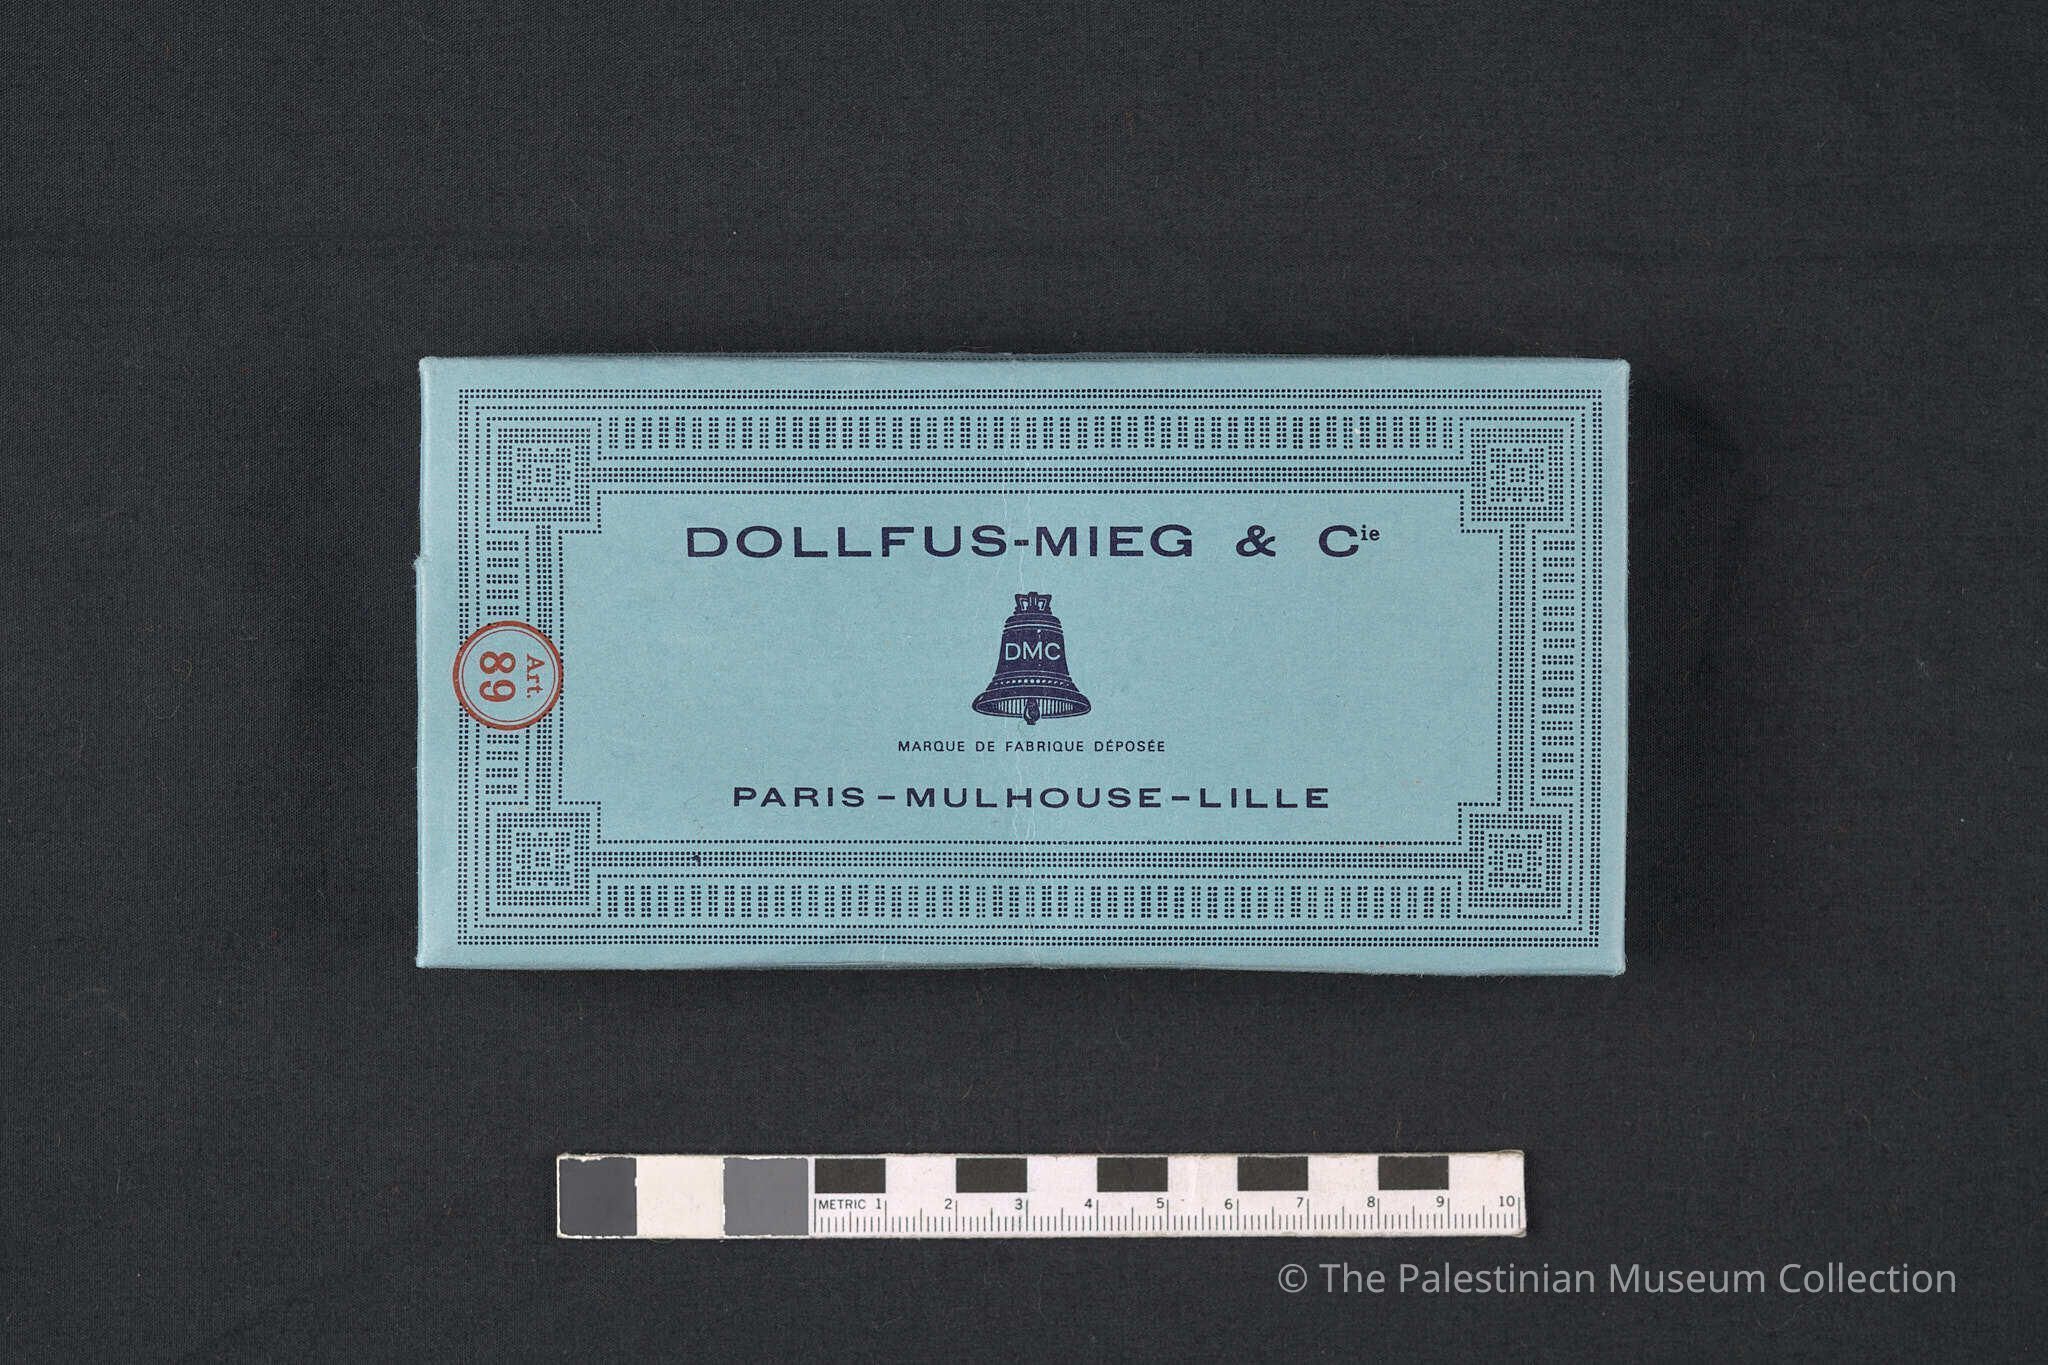 DOLLFUS-MIEG & Cie
DMC
MARQUE DE FABRIQUE DÉPOSÉE
PARIS-MULHOUSE-LILLE
Art.
89
METRIC 1 2 3 4 5 6 7 8 9 10
© The Palestinian Museum Collection